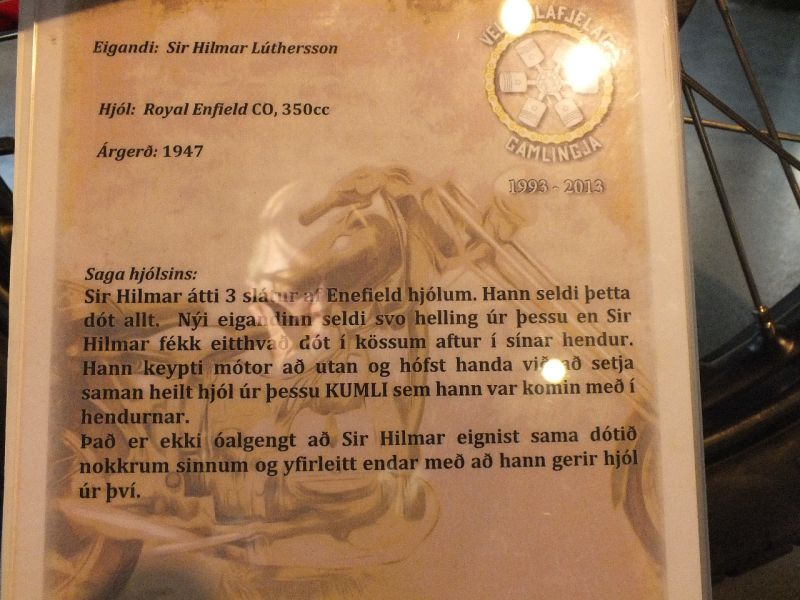 GAMLINGJA
1993 - 2013
Eigandi: Sir Hilmar Lúthersson
Hjól: Royal Enfield CO, 350cc
Árgerð: 1947
Saga hjólsins:
Sir Hilmar átti 3 slátur af Enefield hjólum. Hann seldi þetta
dót allt. Nýi eigandinn seldi svo helling úr þessu en Sir
Hilmar fékk eitthvað dót í kössum aftur í sínar hendur.
Hann keypti mótor að utan og hófst handa við að setja
saman heilt hjól úr þessu KUMLI sem hann var komin með í
hendurnar.
Það er ekki óalgengt að Sir Hilmar eignist sama dótið
nokkrum sinnum og yfirleitt endar með að hann gerir hjól
úr því.